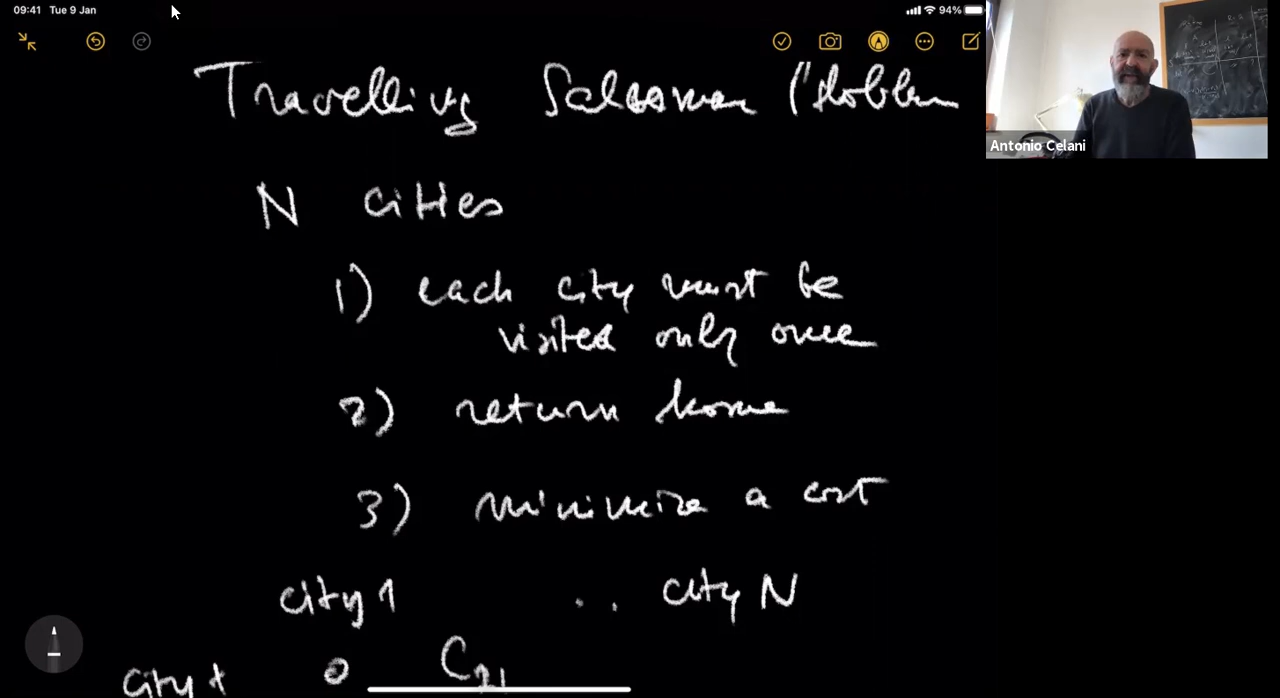 09:41 Tue 9 Jan
94%
Travelling Salesman Problem
N cities
1) each city must be
visited only once
2) return home
3) minimize a cost
city 1 .. city N
City 1 0 C21
Antonio Celani